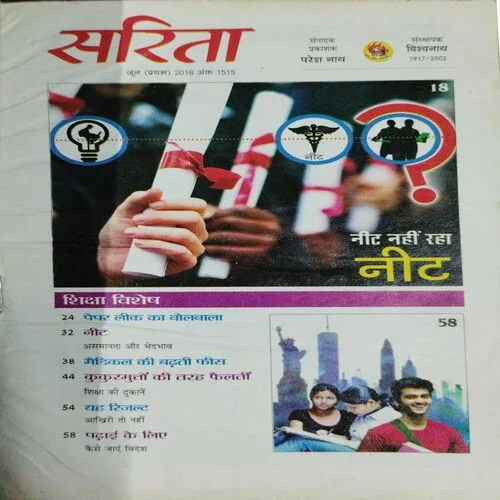 सरिता
जून (प्रथम) 2018 अंक 1515
संपादक
प्रकाशक
परेश नाथ
संस्थापक
विश्वनाथ
1917-2002
18
नीट
नीट नहीं रहा
नीट
शिक्षा विशेष
24 पेपर लीक का बोलबाला
32 नीट
असमानता और भेदभाव
38 मैडिकल की बढ़ती फीस
44 कुकुरमुत्तों की तरह फैलतीं
शिक्षा की दुकानें
54 यह रिजल्ट
आखिरी तो नहीं
58 पढ़ाई के लिए
कैसे जाएं विदेश
58